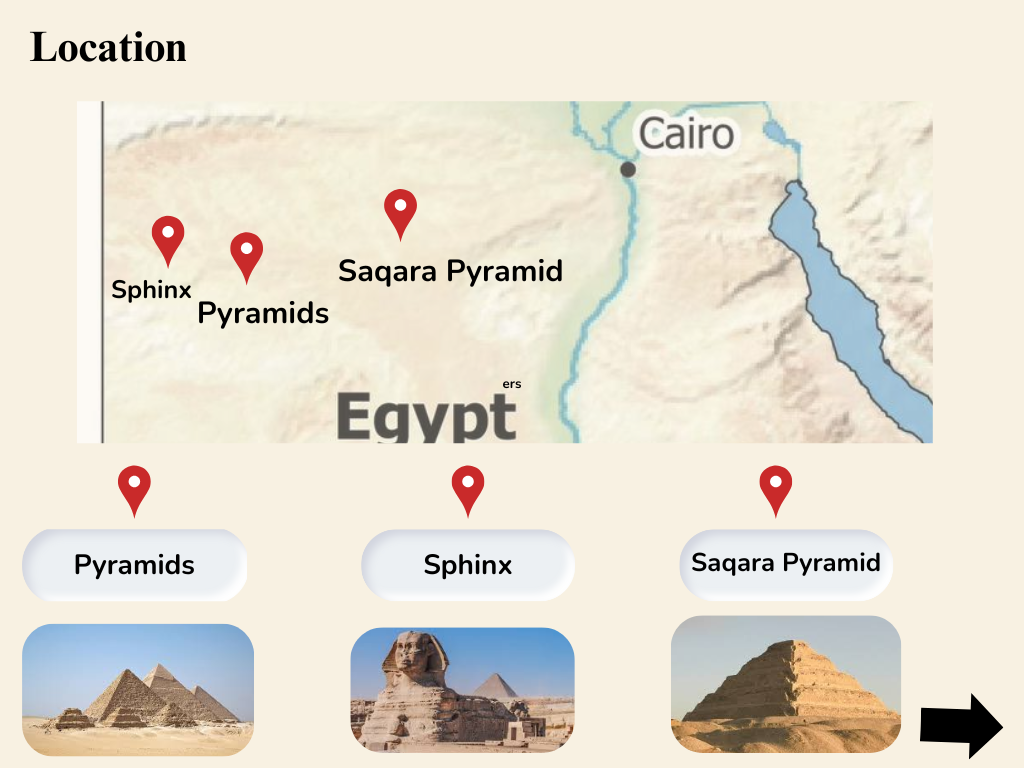 Location
Cairo
Saqara Pyramid
Sphinx
Pyramids
ers
Egypt
Pyramids
Sphinx
Saqara Pyramid